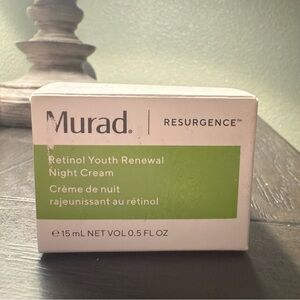 Murad. | RESURGENCE™
Retinol Youth Renewal
Night Cream
Crème de nuit
rajeunissant au rétinol
℮ 15 mL NET VOL 0.5 FL OZ